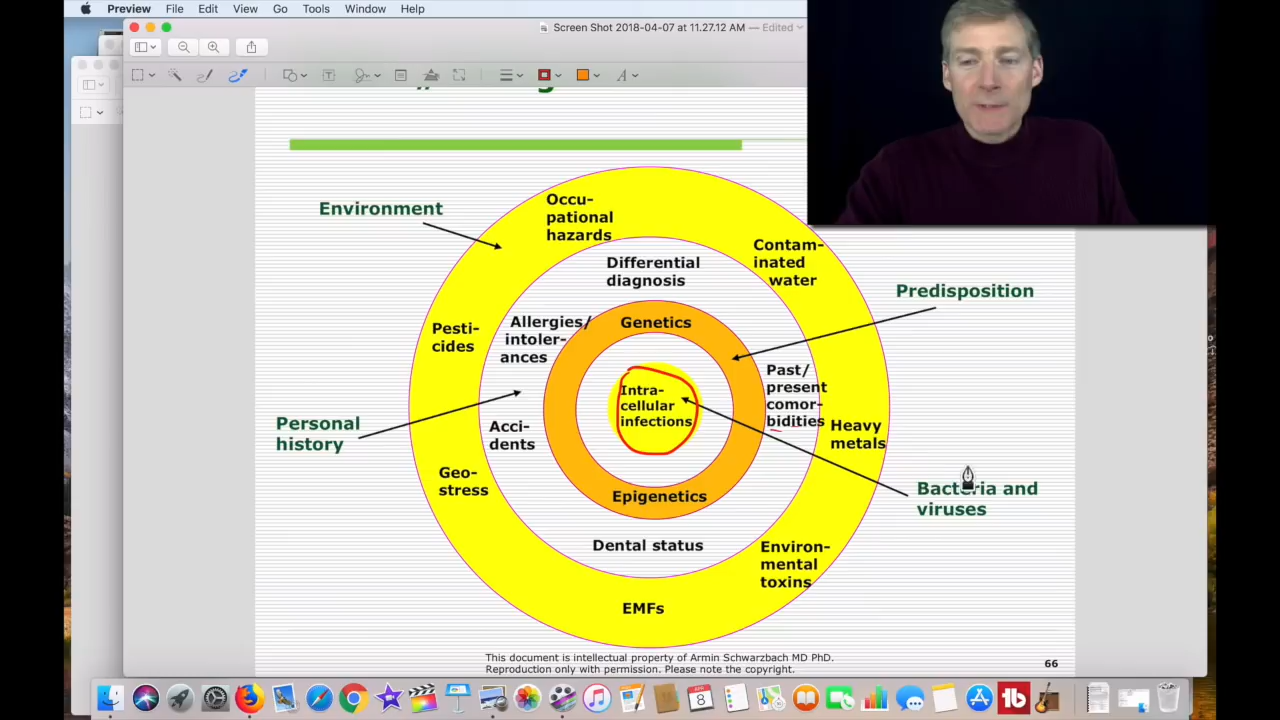 Preview File Edit View Go Tools Window Help
Screen Shot 2018-04-07 at 11.27.12 AM — Edited
Environment
Occu-
pational
hazards
Contam-
inated
water
Differential
diagnosis
Predisposition
Allergies/
intoler-
ances
Genetics
Pesti-
cides
Past/
present
comor-
bidities
Intra-
cellular
infections
Personal
history
Acci-
dents
Heavy
metals
Geo-
stress
Epigenetics
Bacteria and
viruses
Dental status
Environ-
mental
toxins
EMFs
This document is intellectual property of Armin Schwarzbach MD PhD.
Reproduction only with permission. Please note the copyright.
66
APR
8